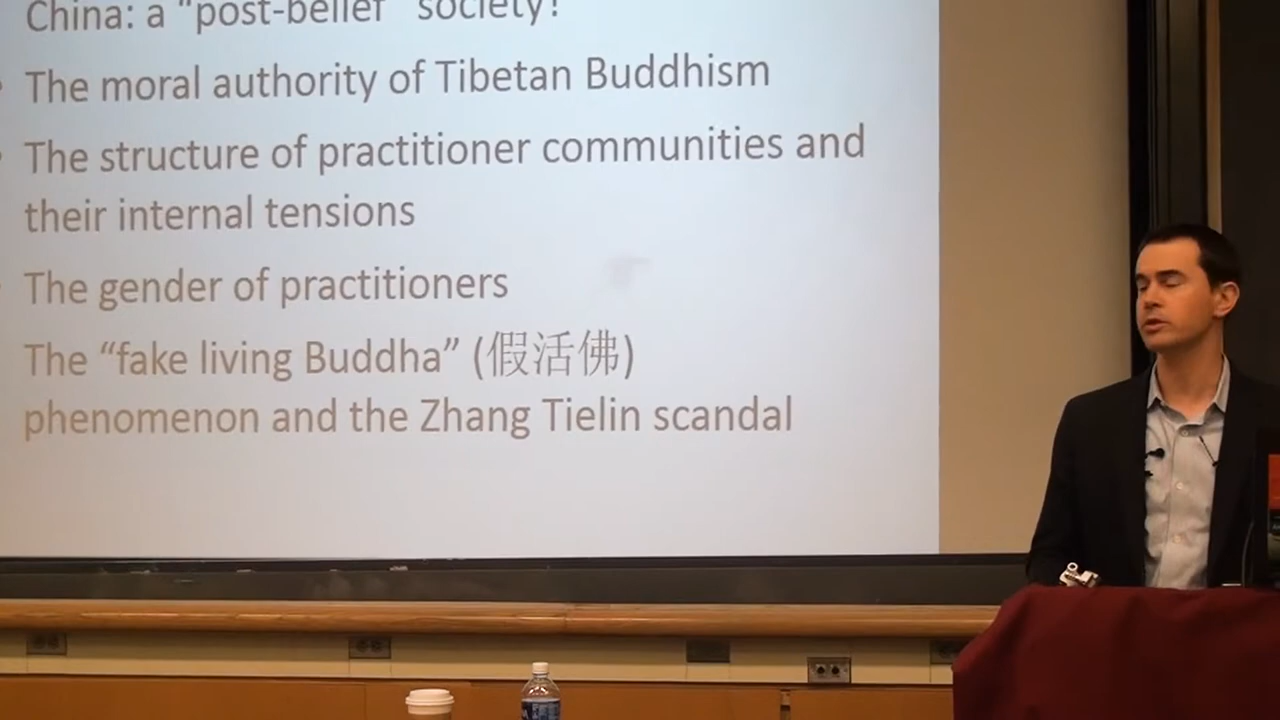 China: a “post-belief” society?
The moral authority of Tibetan Buddhism
The structure of practitioner communities and
their internal tensions
The gender of practitioners
The “fake living Buddha” (假活佛)
phenomenon and the Zhang Tielin scandal